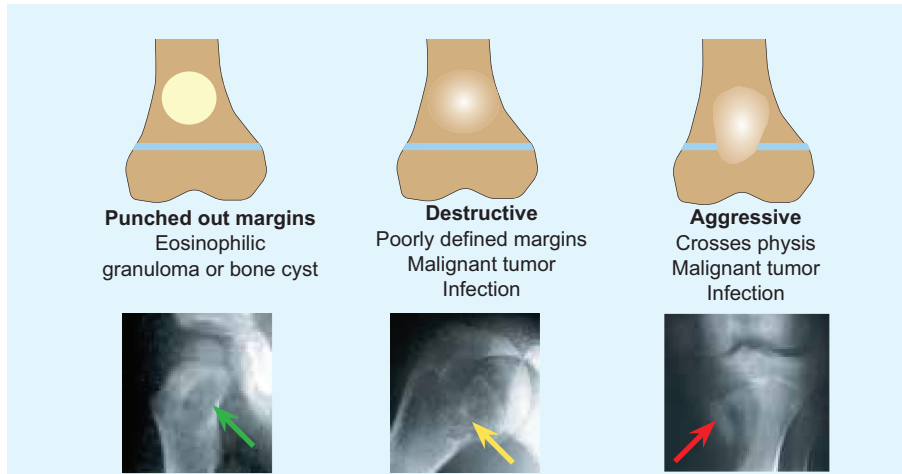 Punched out margins
Eosinophilic
granuloma or bone cyst
Destructive
Poorly defined margins
Malignant tumor
Infection
Aggressive
Crosses physis
Malignant tumor
Infection